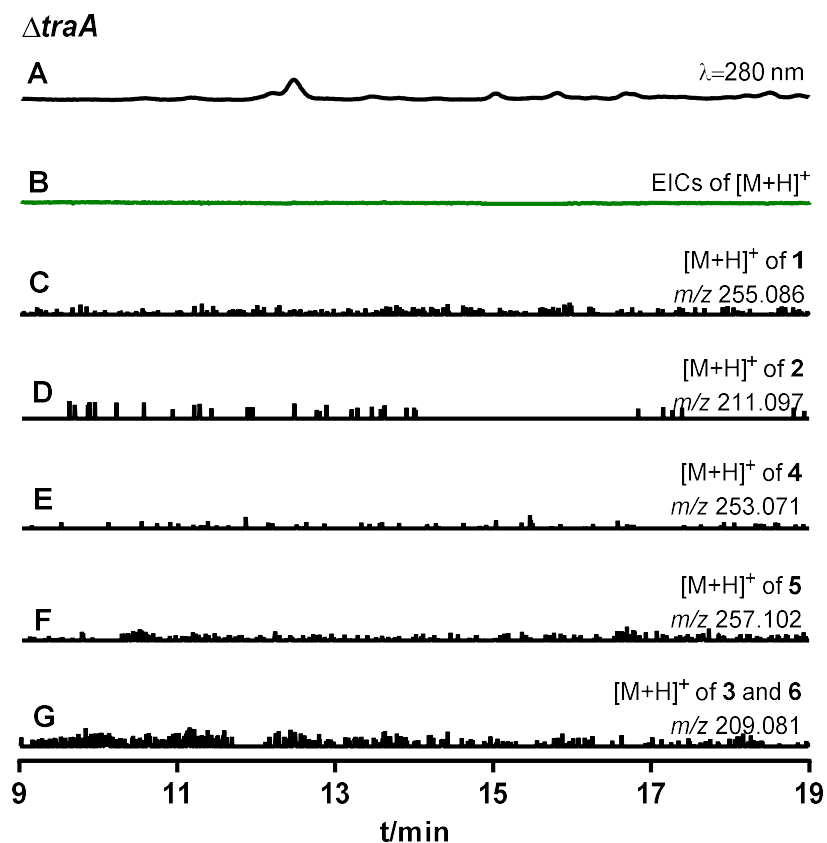 ΔtraA
A
λ=280 nm
B
EICs of [M+H]⁺
C
[M+H]⁺ of 1
m/z 255.086
D
[M+H]⁺ of 2
m/z 211.097
E
[M+H]⁺ of 4
m/z 253.071
F
[M+H]⁺ of 5
m/z 257.102
G
[M+H]⁺ of 3 and 6
m/z 209.081
9 11 13 15 17 19
t/min